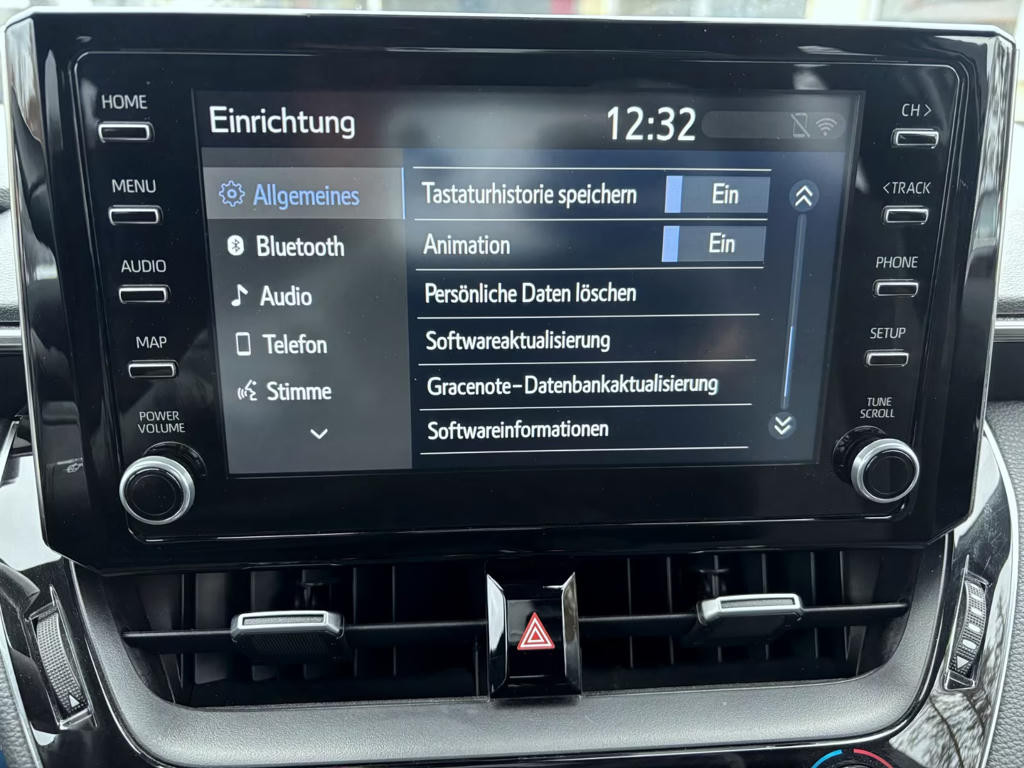 HOME
MENU
AUDIO
MAP
POWER
VOLUME
Einrichtung
12:32
Allgemeines
Bluetooth
Audio
Telefon
Stimme
Tastaturhistorie speichern Ein
Animation Ein
Persönliche Daten löschen
Softwareaktualisierung
Gracenote-Datenbankaktualisierung
Softwareinformationen
CH >
< TRACK
PHONE
SETUP
TUNE
SCROLL